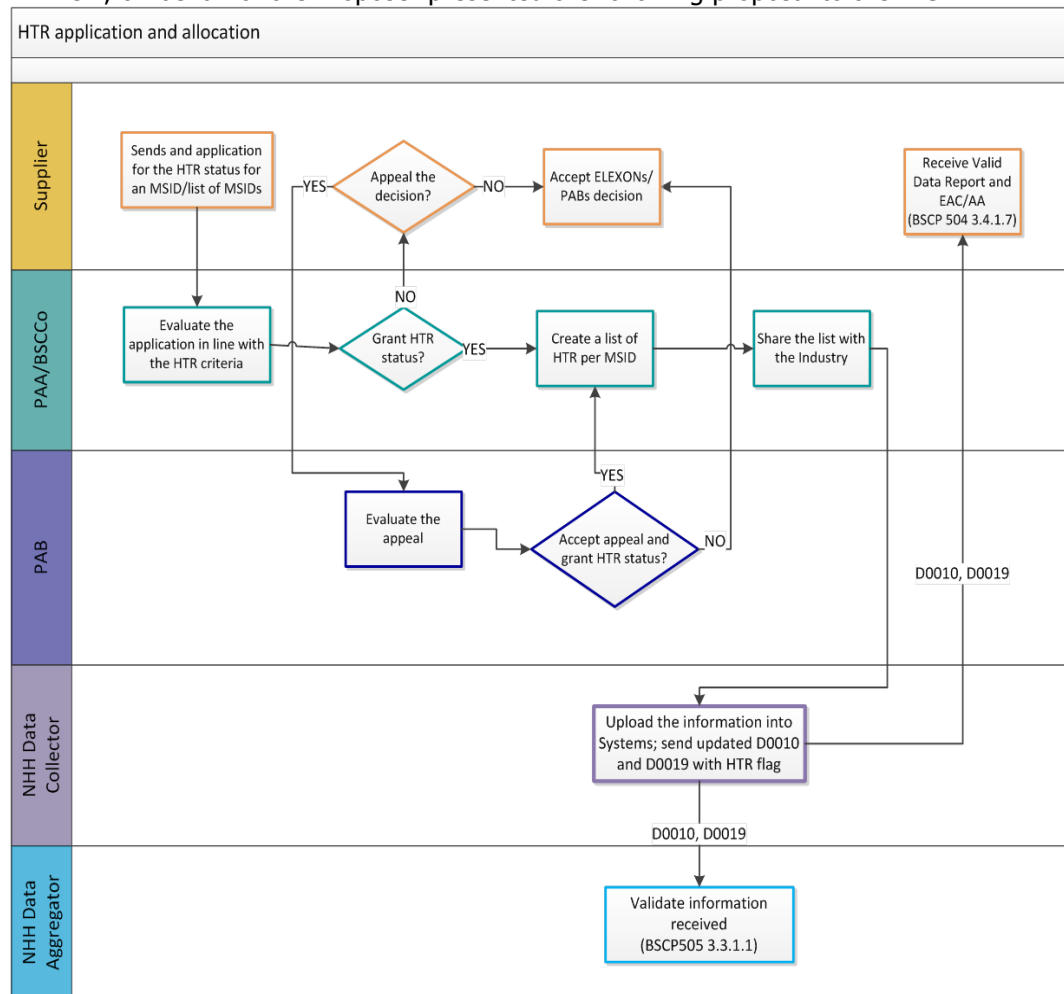 HTR application and allocation
Supplier
Sends and application
for the HTR status for
an MSID/list of MSIDs
YES
Appeal the
decision?
NO
Accept ELEXONs/
PABs decision
Receive Valid
Data Report and
EAC/AA
(BSCP 504 3.4.1.7)
PAA/BSCCo
Evaluate the
application in line with
the HTR criteria
NO
Grant HTR
status?
YES
Create a list of
HTR per MSID
Share the list with
the Industry
PAB
Evaluate the
appeal
YES
Accept appeal and
grant HTR status?
NO
D0010, D0019
NHH Data
Collector
Upload the information into
Systems; send updated D0010
and D0019 with HTR flag
D0010, D0019
NHH Data
Aggregator
Validate information
received
(BSCP505 3.3.1.1)